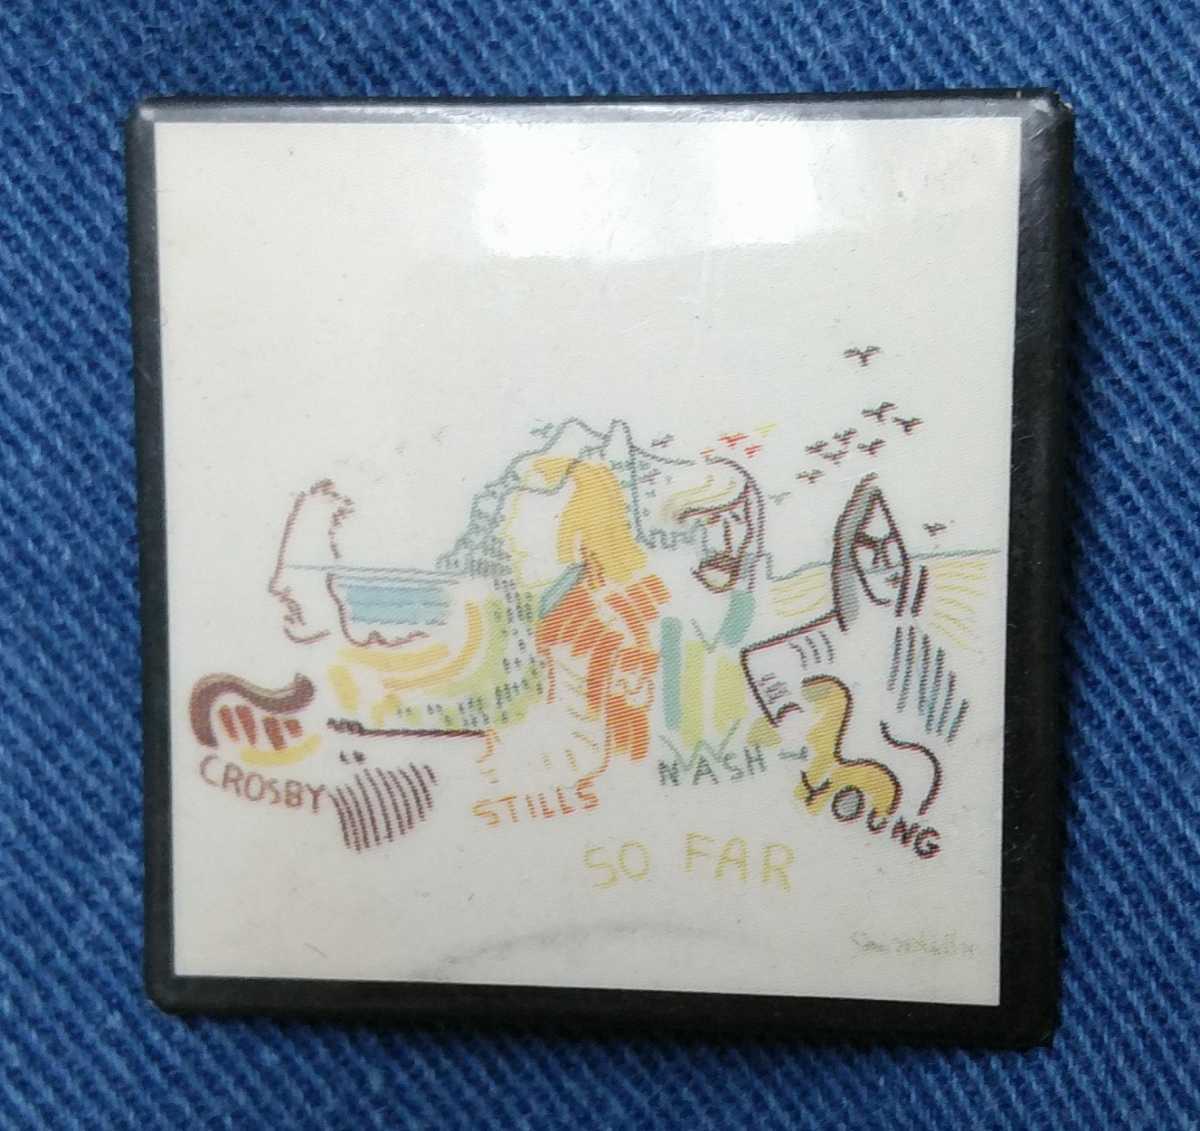 CROSBY
STILLS
NASH
YOUNG
SO FAR